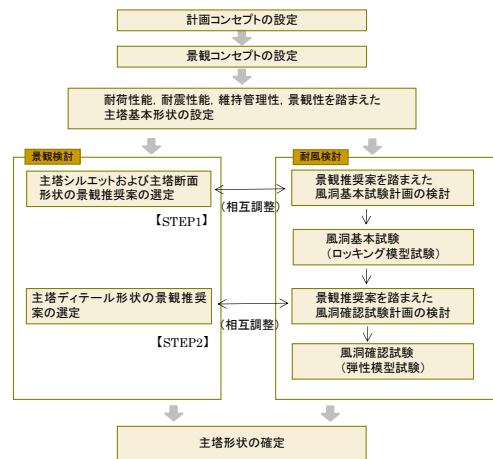 計画コンセプトの設定
景観コンセプトの設定
耐荷性能，耐震性能，維持管理性，景観性を踏まえた
主塔基本形状の設定
景観検討
主塔シルエットおよび主塔断面
形状の景観推奨案の選定
【STEP1】
主塔ディテール形状の景観推奨
案の選定
【STEP2】
（相互調整）
（相互調整）
耐風検討
景観推奨案を踏まえた
風洞基本試験計画の検討
風洞基本試験
（ロッキング模型試験）
景観推奨案を踏まえた
風洞確認試験計画の検討
風洞確認試験
（弾性模型試験）
主塔形状の確定